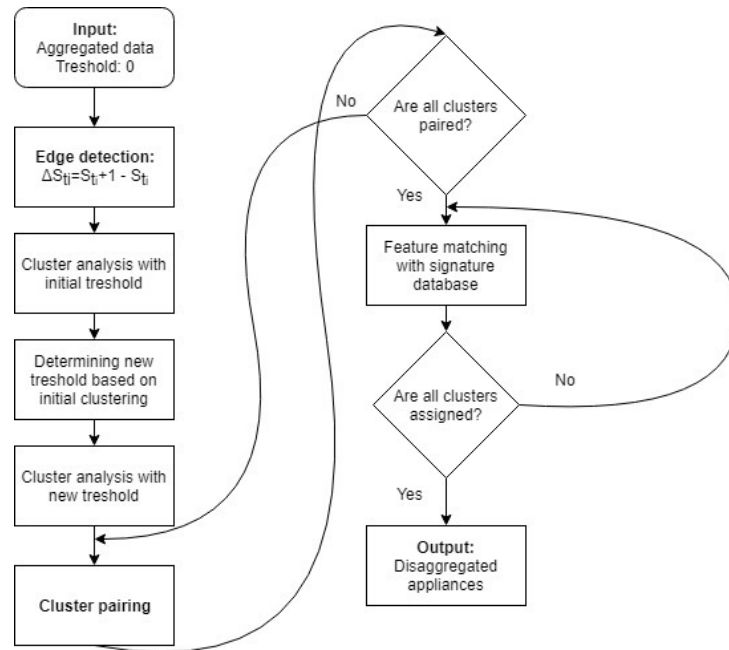 Input:
Aggregated data
Treshold: 0
Edge detection:
ΔStj=Sti+1 - Sti
Cluster analysis with
initial treshold
Determining new
treshold based on
initial clustering
Cluster analysis with
new treshold
Cluster pairing
Are all clusters
paired?
No
Yes
Feature matching
with signature
database
Are all clusters
assigned?
No
Yes
Output:
Disaggregated
appliances